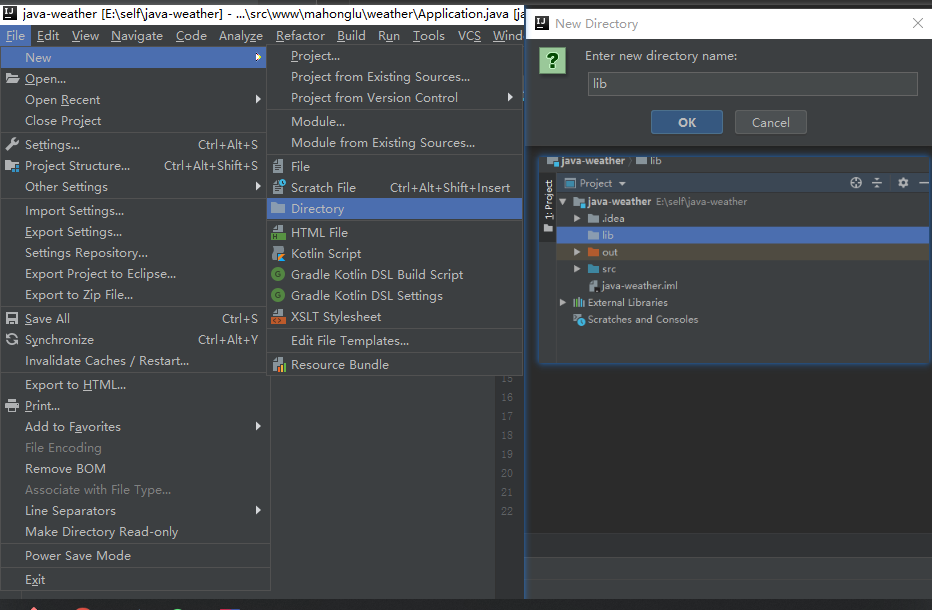 java-weather [E:\self\java-weather] - ...\src\www\mahonglu\weather\Application.java [ja
File Edit View Navigate Code Analyze Refactor Build Run Tools VCS Wind
New
Open...
Open Recent
Close Project
Settings... Ctrl+Alt+S
Project Structure... Ctrl+Alt+Shift+S
Other Settings
Import Settings...
Export Settings...
Settings Repository...
Export Project to Eclipse...
Export to Zip File...
Save All Ctrl+S
Synchronize Ctrl+Alt+Y
Invalidate Caches / Restart...
Export to HTML...
Print...
Add to Favorites
File Encoding
Remove BOM
Associate with File Type...
Line Separators
Make Directory Read-only
Power Save Mode
Exit
Project...
Project from Existing Sources...
Project from Version Control
Module...
Module from Existing Sources...
File
Scratch File Ctrl+Alt+Shift+Insert
Directory
HTML File
Kotlin Script
Gradle Kotlin DSL Build Script
Gradle Kotlin DSL Settings
XSLT Stylesheet
Edit File Templates...
Resource Bundle
15
16
17
18
19
20
21
22
New Directory
Enter new directory name:
lib
OK Cancel
java-weather lib
1: Project
Project
java-weather E:\self\java-weather
.idea
lib
out
src
java-weather.iml
External Libraries
Scratches and Consoles